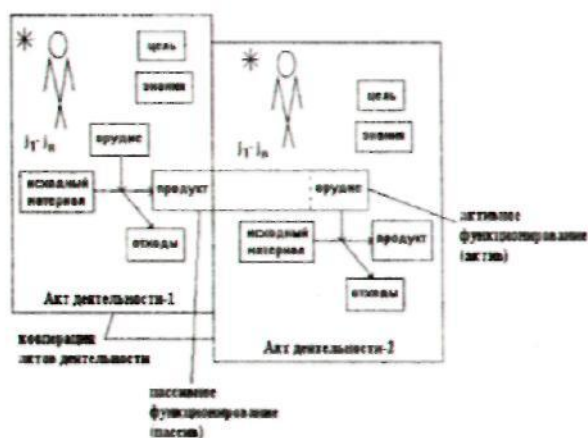 цель
знания
j₁- jₙ
орудие
исходный
материал
продукт
отходы
Акт деятельности-1
цель
знания
j₁- jₙ
орудие
исходный
материал
продукт
отходы
Акт деятельности-2
активное
функционирование
(актив)
кооперация
актов деятельности
пассивное
функционирование
(пассив)